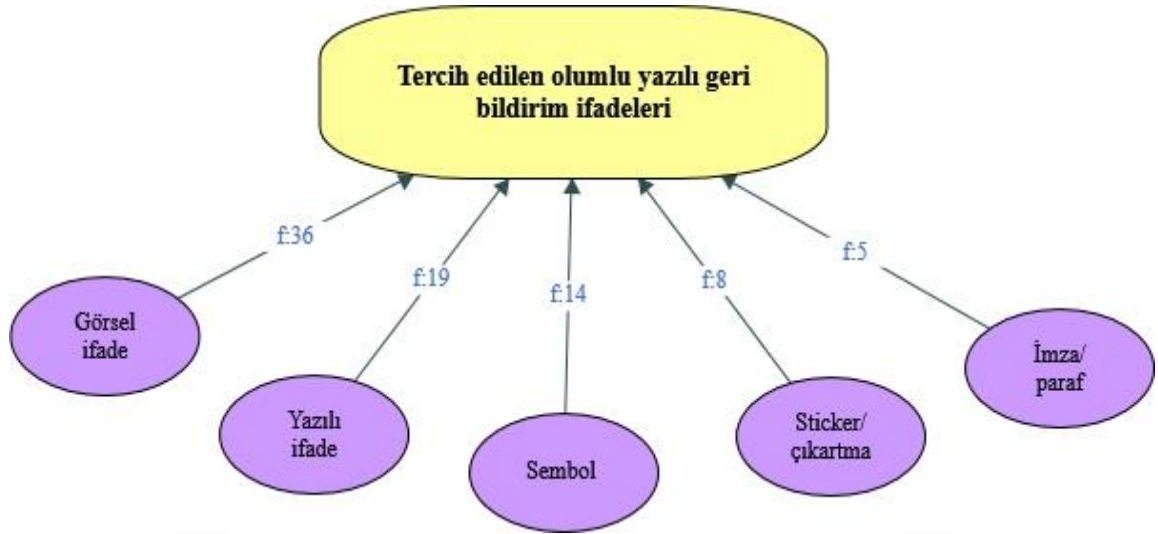 Tercih edilen olumlu yazılı geri
bildirim ifadeleri
f:36
f:19
f:14
f:8
f:5
Görsel
ifade
Yazılı
ifade
Sembol
Sticker/
çıkartma
İmza/
paraf